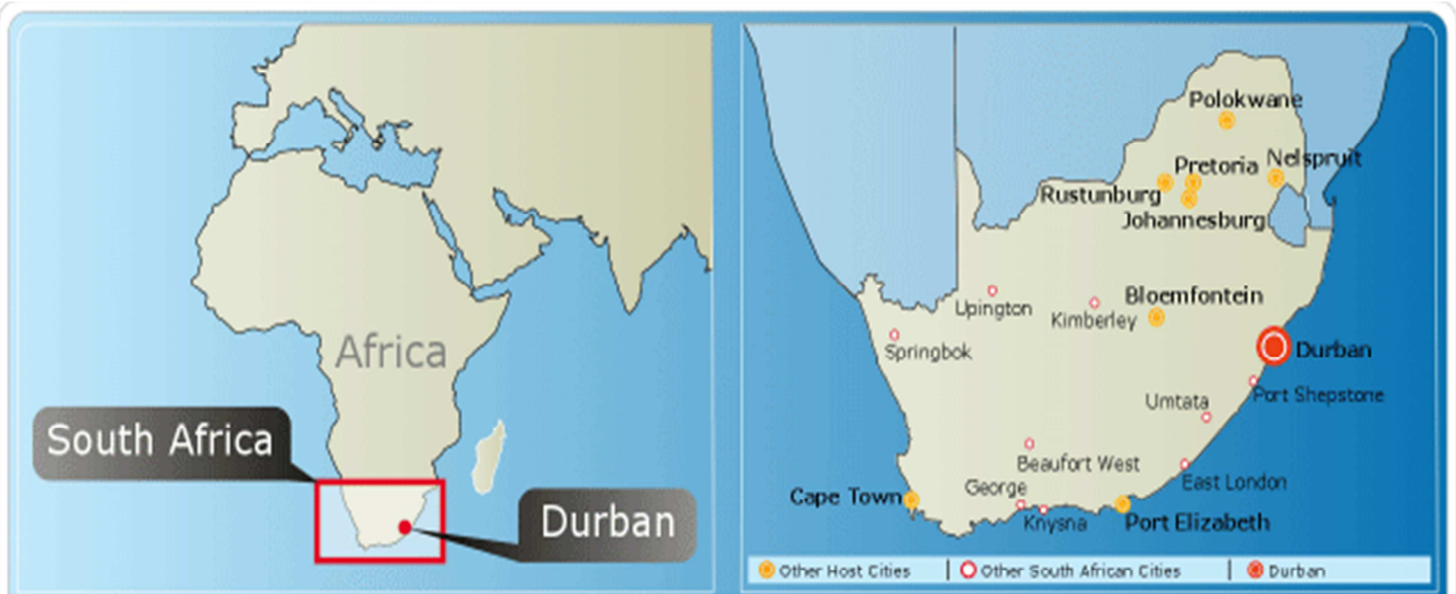 Africa
South Africa
Durban
Polokwane
Pretoria
Nelspruit
Rustunburg
Johannesburg
Upington
Kimberley
Bloemfontein
Springbok
Durban
Port Shepstone
Umtata
Beaufort West
East London
George
Cape Town
Knysna
Port Elizabeth
Other Host Cities | Other South African Cities | Durban